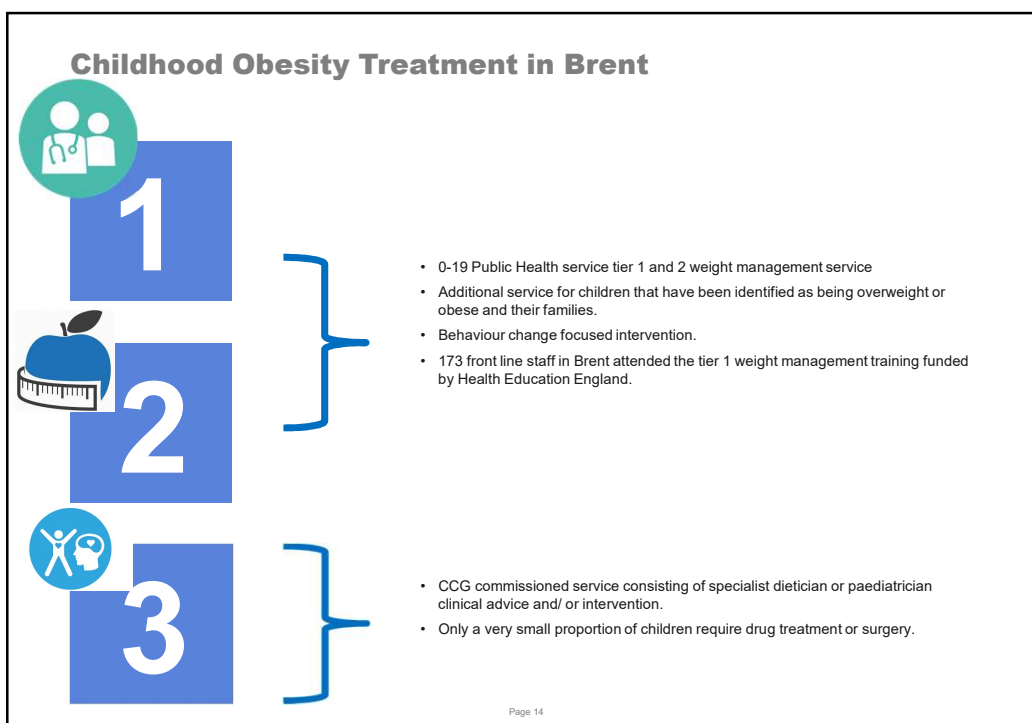 Childhood Obesity Treatment in Brent
1
2
• 0-19 Public Health service tier 1 and 2 weight management service
• Additional service for children that have been identified as being overweight or
obese and their families.
• Behaviour change focused intervention.
• 173 front line staff in Brent attended the tier 1 weight management training funded
by Health Education England.
3
• CCG commissioned service consisting of specialist dietician or paediatrician
clinical advice and/ or intervention.
• Only a very small proportion of children require drug treatment or surgery.
Page 14